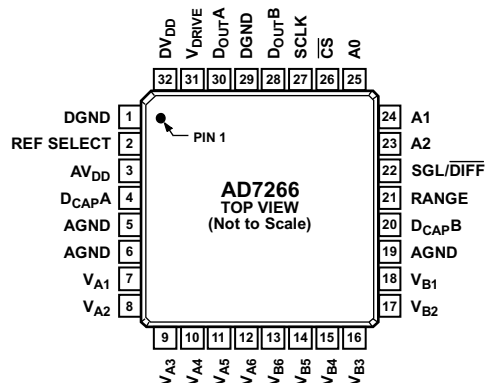 DVDD
VDRIVE
DOUTA
DGND
DOUTB
SCLK
CS
A0
32 31 30 29 28 27 26 25
DGND 1
REF SELECT 2
AVDD 3
DCAPA 4
AGND 5
AGND 6
VA1 7
VA2 8
PIN 1
AD7266
TOP VIEW
(Not to Scale)
24 A1
23 A2
22 SGL/DIFF
21 RANGE
20 DCAPB
19 AGND
18 VB1
17 VB2
9 10 11 12 13 14 15 16
VA3
VA4
VA5
VA6
VB6
VB5
VB4
VB3